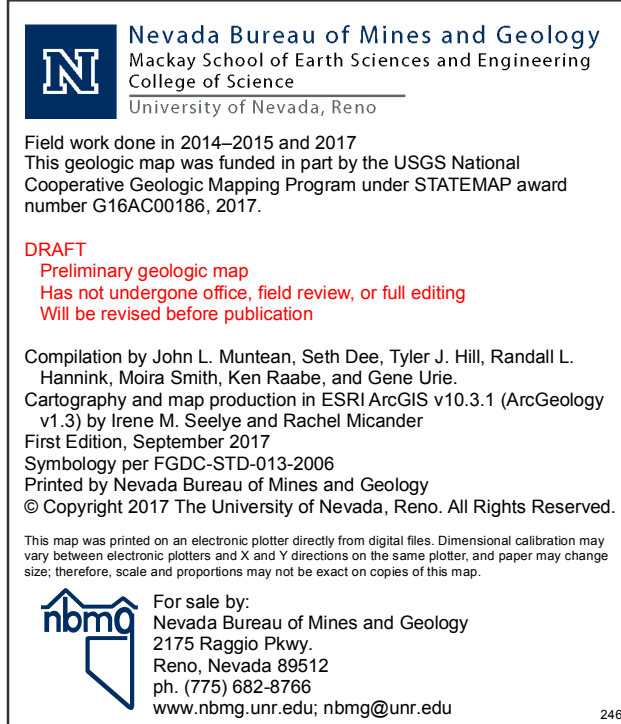 N
Nevada Bureau of Mines and Geology
Mackay School of Earth Sciences and Engineering
College of Science
University of Nevada, Reno
Field work done in 2014–2015 and 2017
This geologic map was funded in part by the USGS National
Cooperative Geologic Mapping Program under STATEMAP award
number G16AC00186, 2017.
DRAFT
Preliminary geologic map
Has not undergone office, field review, or full editing
Will be revised before publication
Compilation by John L. Muntean, Seth Dee, Tyler J. Hill, Randall L.
Hannink, Moira Smith, Ken Raabe, and Gene Urie.
Cartography and map production in ESRI ArcGIS v10.3.1 (ArcGeology
v1.3) by Irene M. Seelye and Rachel Micander
First Edition, September 2017
Symbology per FGDC-STD-013-2006
Printed by Nevada Bureau of Mines and Geology
© Copyright 2017 The University of Nevada, Reno. All Rights Reserved.
This map was printed on an electronic plotter directly from digital files. Dimensional calibration may
vary between electronic plotters and X and Y directions on the same plotter, and paper may change
size; therefore, scale and proportions may not be exact on copies of this map.
nbmg
For sale by:
Nevada Bureau of Mines and Geology
2175 Raggio Pkwy.
Reno, Nevada 89512
ph. (775) 682-8766
www.nbmg.unr.edu; nbmg@unr.edu
246